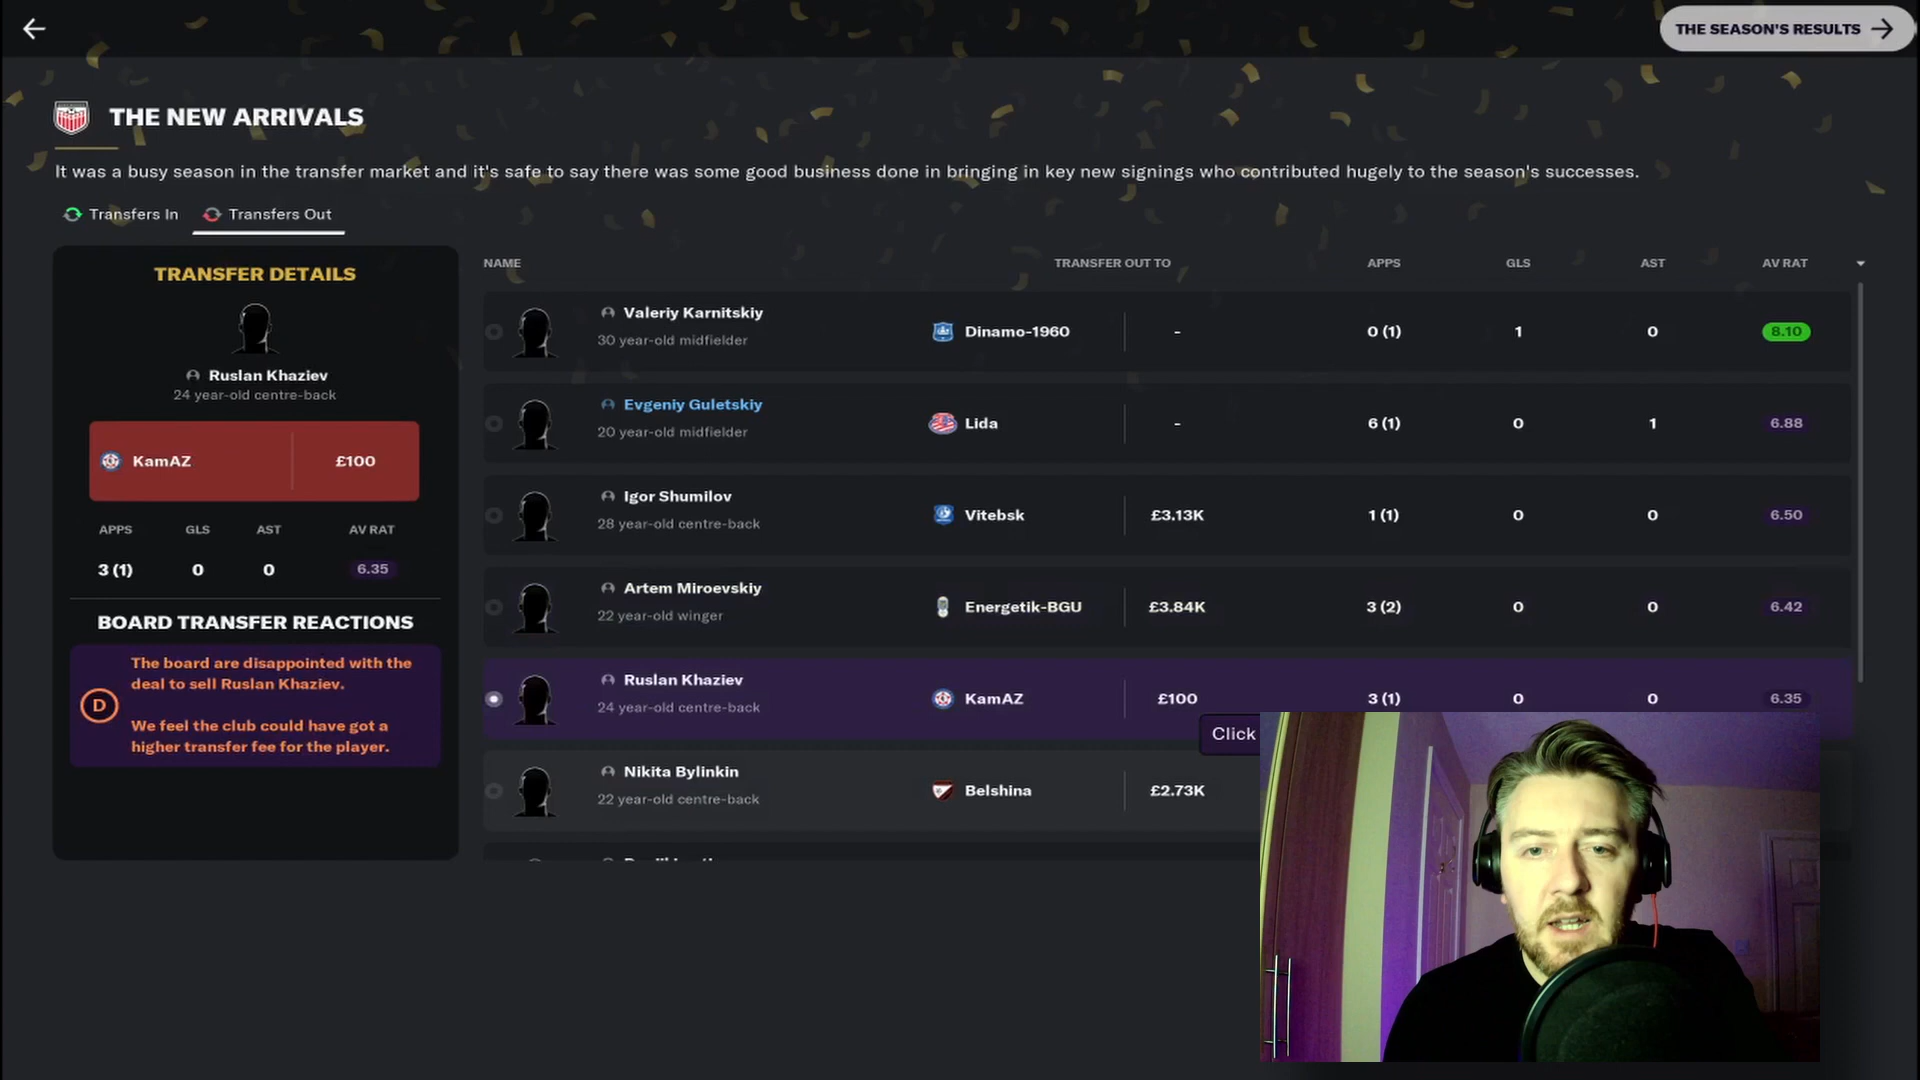 THE SEASON'S RESULTS
THE NEW ARRIVALS
It was a busy season in the transfer market and it's safe to say there was some good business done in bringing in key new signings who contributed hugely to the season's successes.
Transfers In
Transfers Out
TRANSFER DETAILS
Ruslan Khaziev
24 year-old centre-back
KamAZ £100
APPS GLS AST AV RAT
3 (1) 0 0 6.35
BOARD TRANSFER REACTIONS
D
The board are disappointed with the
deal to sell Ruslan Khaziev.
We feel the club could have got a
higher transfer fee for the player.
NAME TRANSFER OUT TO APPS GLS AST AV RAT
Valeriy Karnitskiy
30 year-old midfielder
Dinamo-1960 - 0 (1) 1 0 8.10
Evgeniy Guletskiy
20 year-old midfielder
Lida - 6 (1) 0 1 6.88
Igor Shumilov
28 year-old centre-back
Vitebsk £3.13K 1 (1) 0 0 6.50
Artem Miroevskiy
22 year-old winger
Energetik-BGU £3.84K 3 (2) 0 0 6.42
Ruslan Khaziev
24 year-old centre-back
KamAZ £100 3 (1) 0 0 6.35
Click
Nikita Bylinkin
22 year-old centre-back
Belshina £2.73K